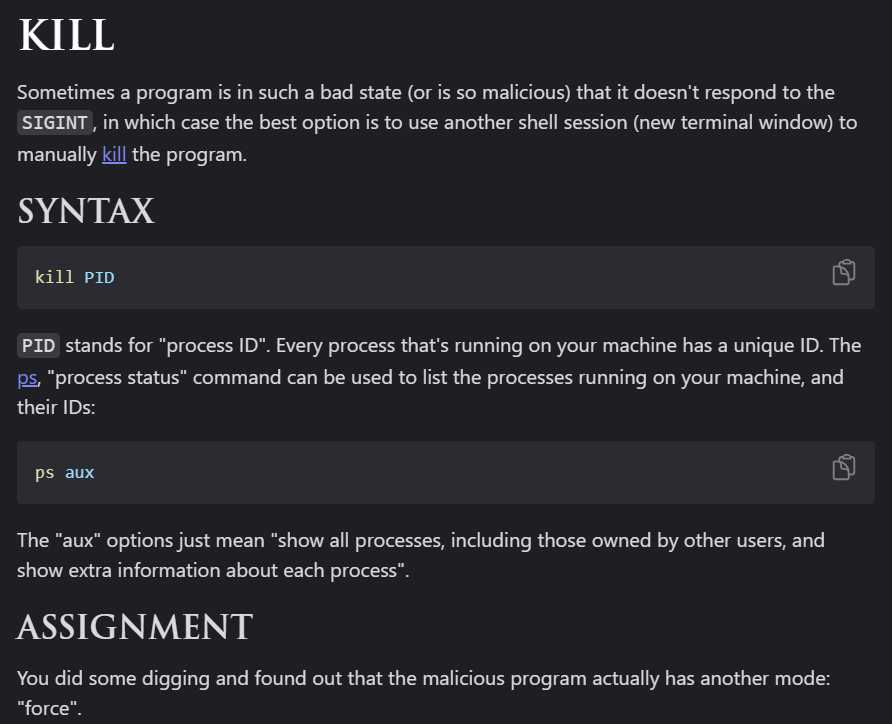 KILL
Sometimes a program is in such a bad state (or is so malicious) that it doesn't respond to the
SIGINT, in which case the best option is to use another shell session (new terminal window) to
manually kill the program.
SYNTAX
kill PID
PID stands for "process ID". Every process that's running on your machine has a unique ID. The
ps, "process status" command can be used to list the processes running on your machine, and
their IDs:
ps aux
The "aux" options just mean "show all processes, including those owned by other users, and
show extra information about each process".
ASSIGNMENT
You did some digging and found out that the malicious program actually has another mode:
"force".